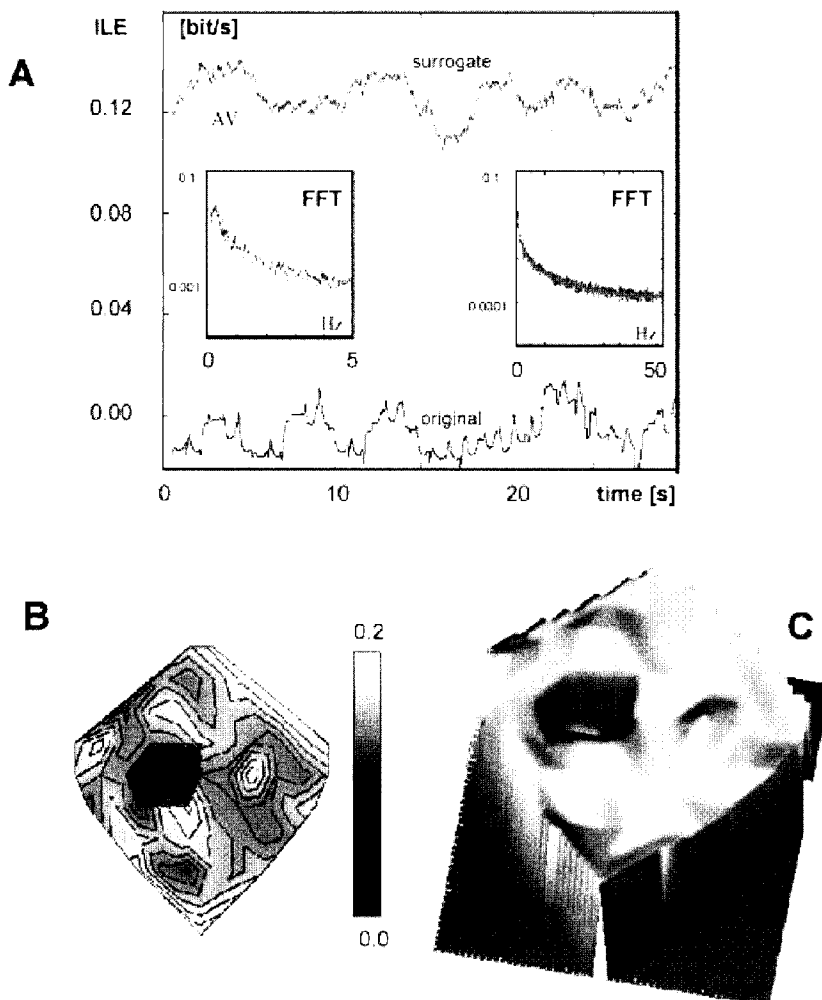 ILE [bit/s]
A
surrogate
0.12
AV
0.1 FFT
0.1 FFT
0.08
0.001
0.0001
0.04
Hz
Hz
0 5
0 50
0.00
original
0 10 20 time [s]
B
0.2
C
0.0